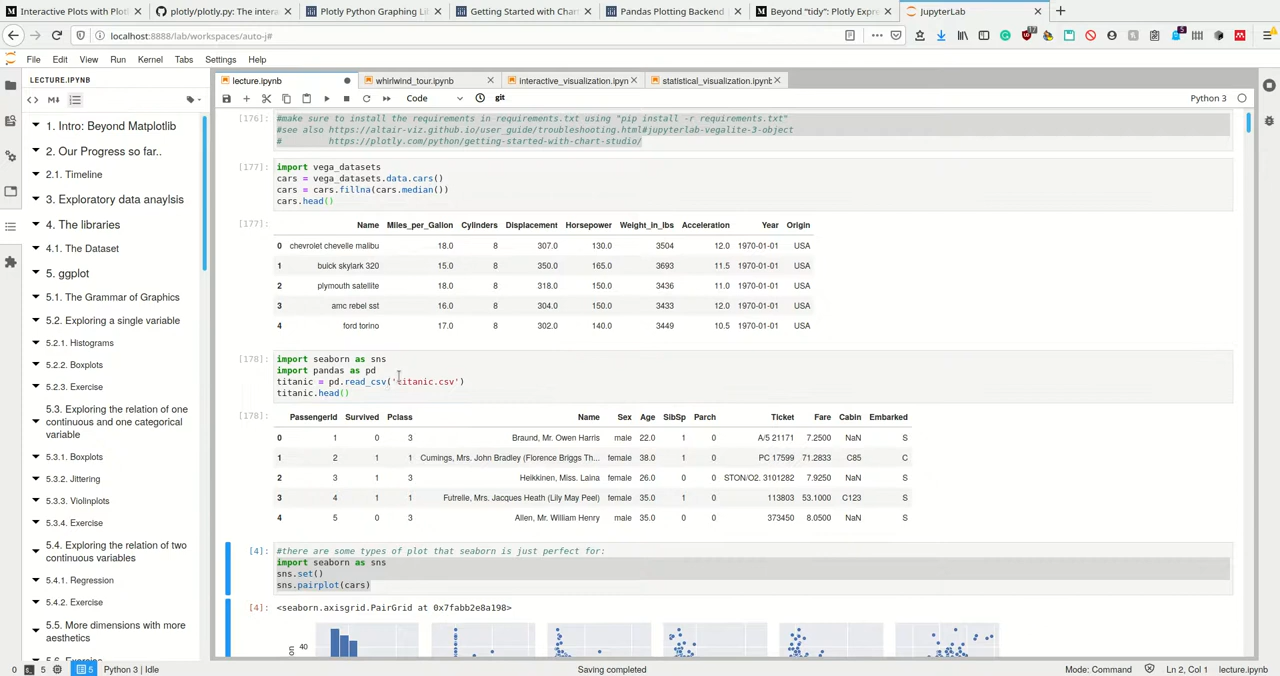 Interactive Plots with Plotl
plotly/plotly.py: The intera
Plotly Python Graphing Li
Getting Started with Chart
Pandas Plotting Backend
Beyond “tidy”: Plotly Expr
JupyterLab
localhost:8888/lab/workspaces/auto-j#
File Edit View Run Kernel Tabs Settings Help
LECTURE.IPYNB
1. Intro: Beyond Matplotlib
2. Our Progress so far..
2.1. Timeline
3. Exploratory data anaylsis
4. The libraries
4.1. The Dataset
5. ggplot
5.1. The Grammar of Graphics
5.2. Exploring a single variable
5.2.1. Histograms
5.2.2. Boxplots
5.2.3. Exercise
5.3. Exploring the relation of one
continuous and one categorical
variable
5.3.1. Boxplots
5.3.2. Jittering
5.3.3. Violinplots
5.3.4. Exercise
5.4. Exploring the relation of two
continuous variables
5.4.1. Regression
5.4.2. Exercise
5.5. More dimensions with more
aesthetics
lecture.ipynb whirlwind_tour.ipynb interactive_visualization.ipyn statistical_visualization.ipynb
Code git Python 3
[176]: #make sure to install the requirements in requirements.txt using "pip install -r requirements.txt"
#see also https://altair-viz.github.io/user_guide/troubleshooting.html#jupyterlab-vegalite-3-object
# https://plotly.com/python/getting-started-with-chart-studio/
[177]: import vega_datasets
cars = vega_datasets.data.cars()
cars = cars.fillna(cars.median())
cars.head()
[177]: Name Miles_per_Gallon Cylinders Displacement Horsepower Weight_in_lbs Acceleration Year Origin
0 chevrolet chevelle malibu 18.0 8 307.0 130.0 3504 12.0 1970-01-01 USA
1 buick skylark 320 15.0 8 350.0 165.0 3693 11.5 1970-01-01 USA
2 plymouth satellite 18.0 8 318.0 150.0 3436 11.0 1970-01-01 USA
3 amc rebel sst 16.0 8 304.0 150.0 3433 12.0 1970-01-01 USA
4 ford torino 17.0 8 302.0 140.0 3449 10.5 1970-01-01 USA
[178]: import seaborn as sns
import pandas as pd
titanic = pd.read_csv('titanic.csv')
titanic.head()
[178]: PassengerId Survived Pclass Name Sex Age SibSp Parch Ticket Fare Cabin Embarked
0 1 0 3 Braund, Mr. Owen Harris male 22.0 1 0 A/5 21171 7.2500 NaN S
1 2 1 1 Cumings, Mrs. John Bradley (Florence Briggs Th... female 38.0 1 0 PC 17599 71.2833 C85 C
2 3 1 3 Heikkinen, Miss. Laina female 26.0 0 0 STON/O2. 3101282 7.9250 NaN S
3 4 1 1 Futrelle, Mrs. Jacques Heath (Lily May Peel) female 35.0 1 0 113803 53.1000 C123 S
4 5 0 3 Allen, Mr. William Henry male 35.0 0 0 373450 8.0500 NaN S
[4]: #there are some types of plot that seaborn is just perfect for:
import seaborn as sns
sns.set()
sns.pairplot(cars)
[4]: <seaborn.axisgrid.PairGrid at 0x7fabb2e8a198>
40
0 5 5 Python 3 | Idle Saving completed Mode: Command Ln 2, Col 1 lecture.ipynb